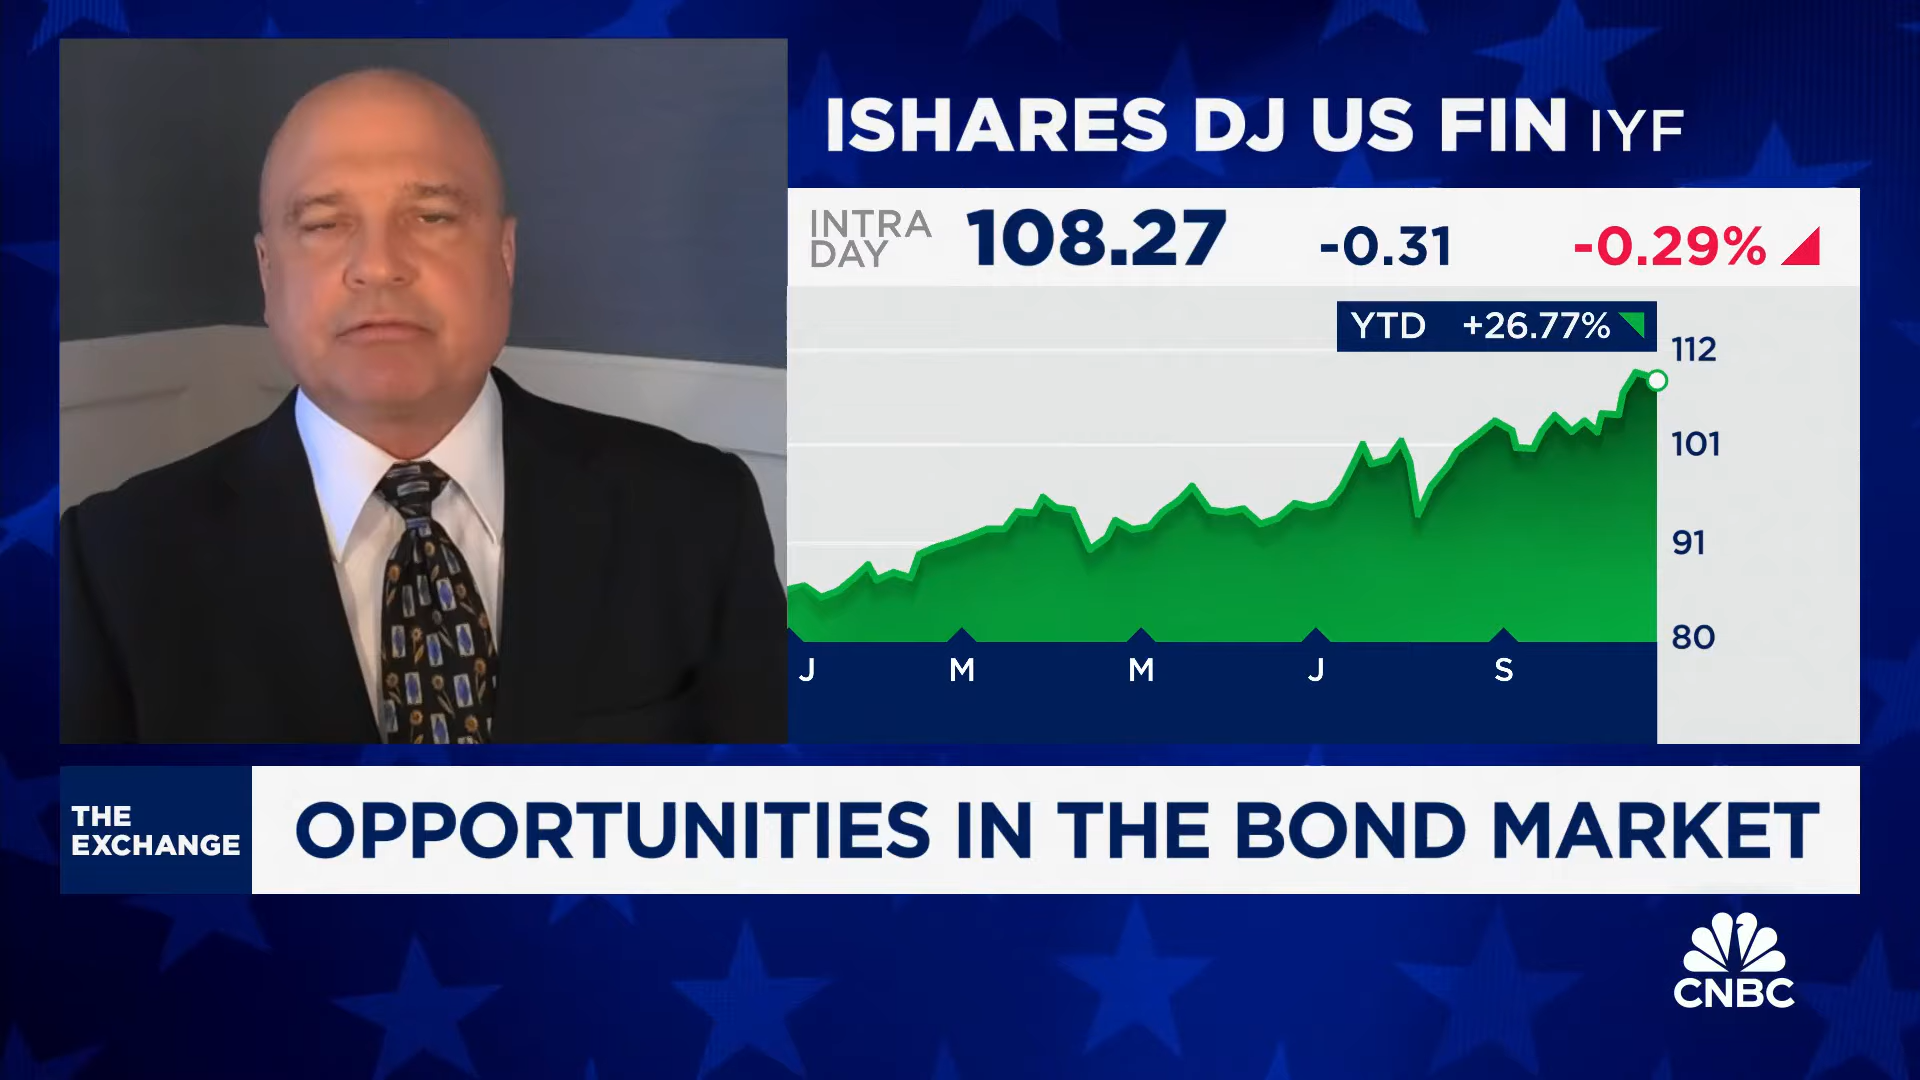 ISHARES DJ US FIN IYF
INTRA
DAY
108.27 -0.31 -0.29%
YTD +26.77%
112
101
91
80
J M M J S
THE
EXCHANGE
OPPORTUNITIES IN THE BOND MARKET
CNBC